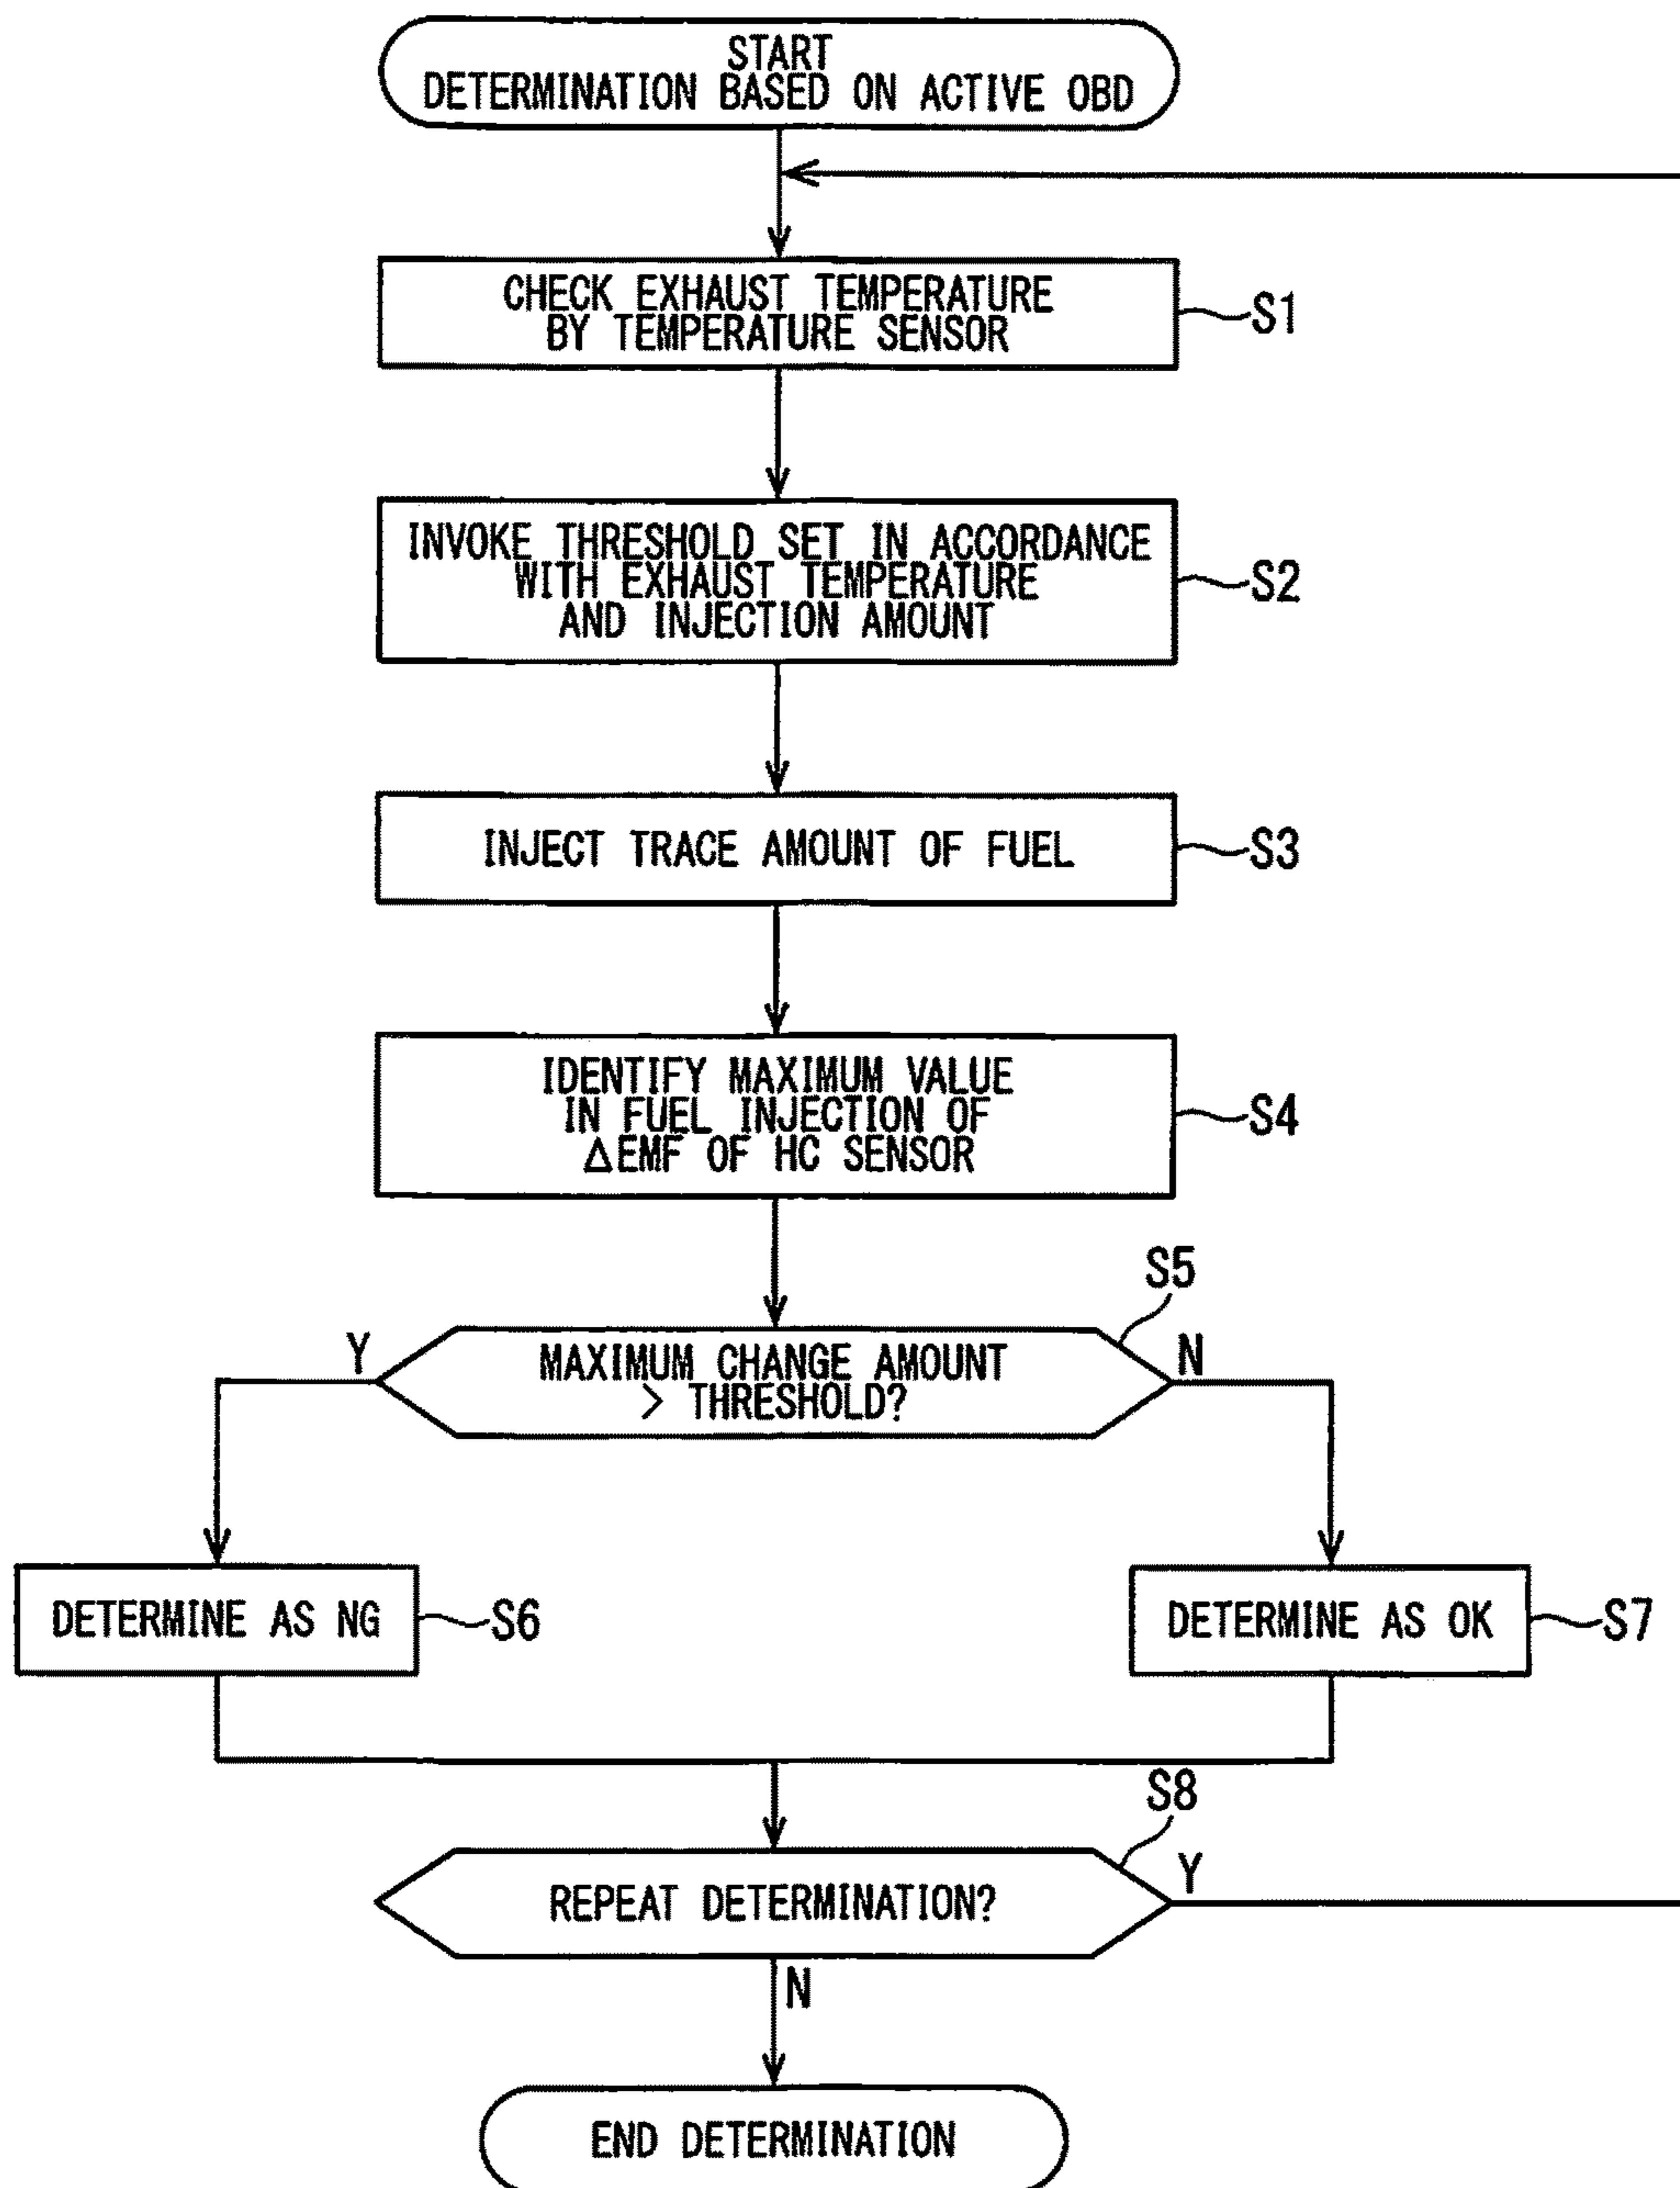 START
DETERMINATION BASED ON ACTIVE OBD
CHECK EXHAUST TEMPERATURE
BY TEMPERATURE SENSOR
S1
INVOKE THRESHOLD SET IN ACCORDANCE
WITH EXHAUST TEMPERATURE
AND INJECTION AMOUNT
S2
INJECT TRACE AMOUNT OF FUEL
S3
IDENTIFY MAXIMUM VALUE
IN FUEL INJECTION OF
ΔEMF OF HC SENSOR
S4
S5
Y
MAXIMUM CHANGE AMOUNT
> THRESHOLD?
N
DETERMINE AS NG
S6
DETERMINE AS OK
S7
S8
REPEAT DETERMINATION?
Y
N
END DETERMINATION